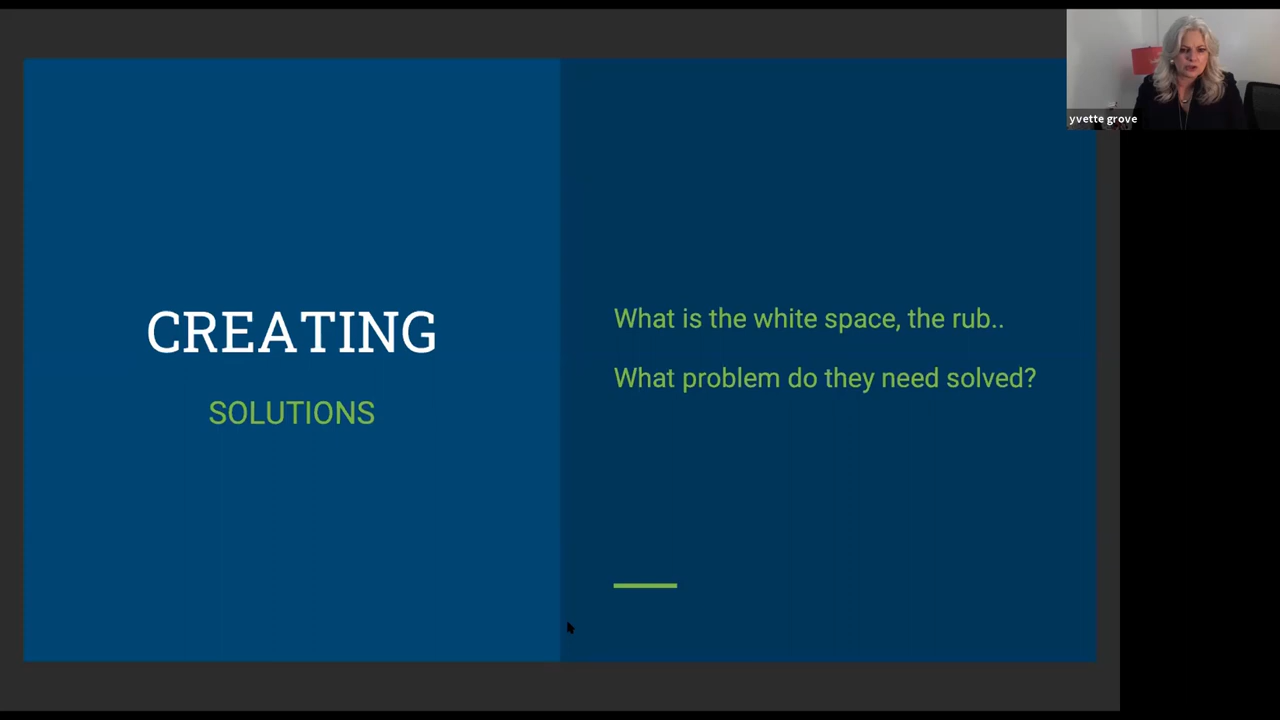 CREATING
SOLUTIONS
What is the white space, the rub..
What problem do they need solved?
yvette grove